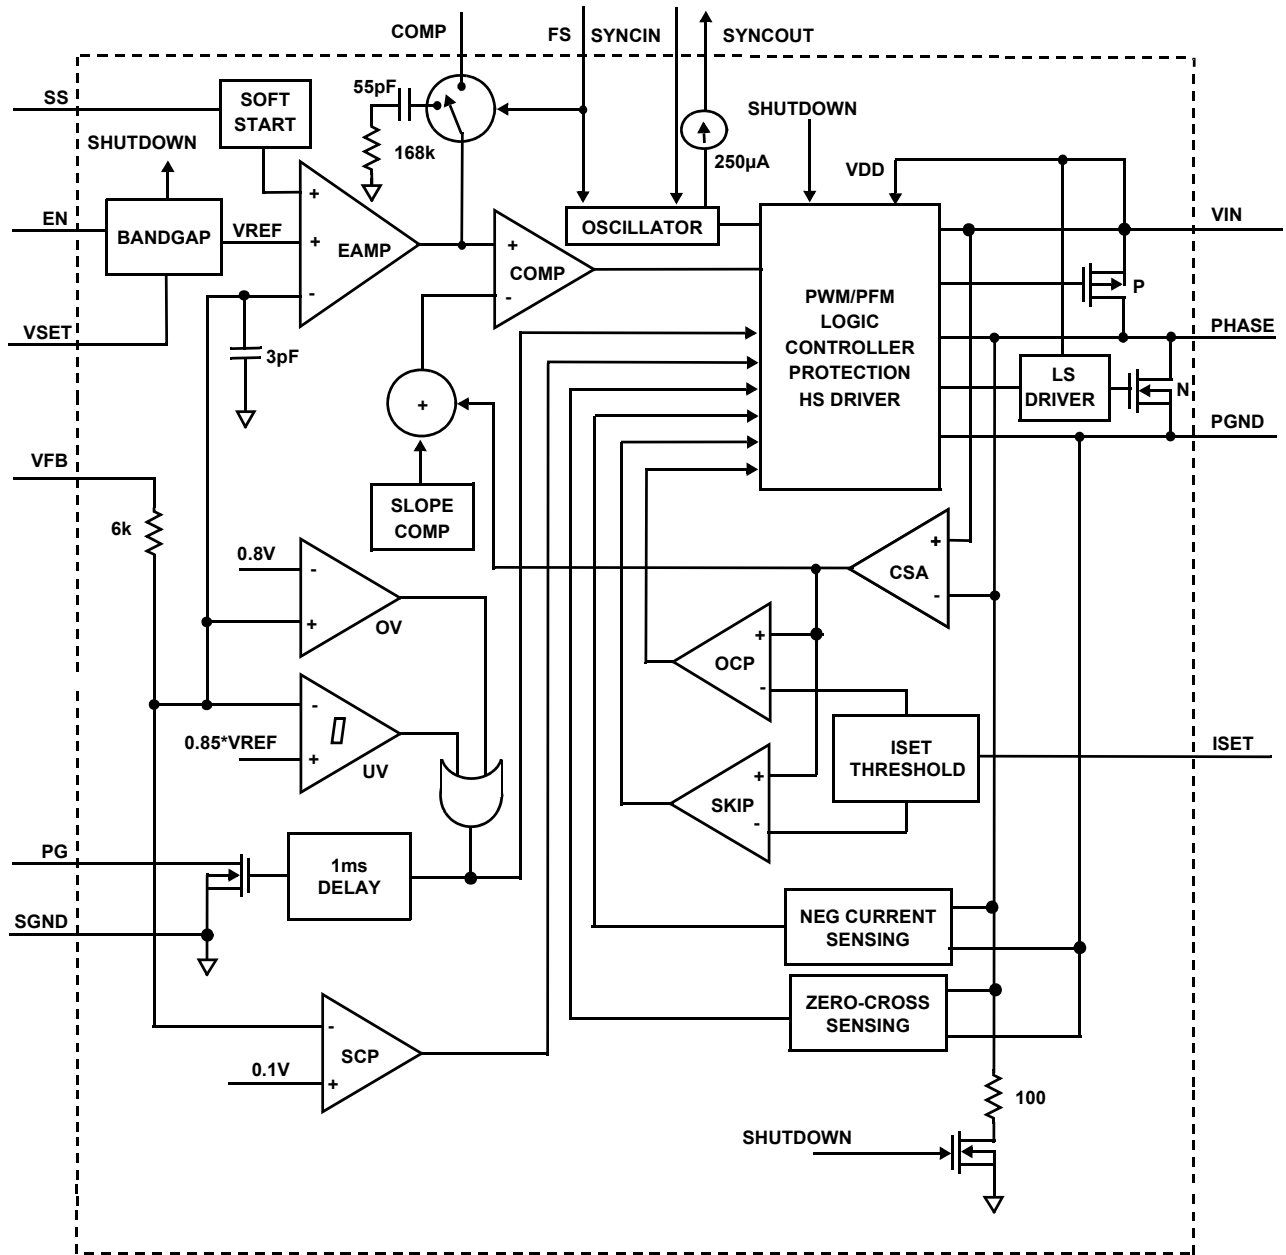 COMP
FS
SYNCIN
SYNCOUT
55pF
SS
SOFT
START
SHUTDOWN
168k
250µA
SHUTDOWN
VDD
EN
BANDGAP
VREF
+
+
-
EAMP
OSCILLATOR
VIN
+
-
COMP
P
PWM/PFM
LOGIC
CONTROLLER
PROTECTION
HS DRIVER
VSET
3pF
PHASE
LS
DRIVER
N
+
PGND
VFB
SLOPE
COMP
6k
0.8V
-
+
OV
+
-
CSA
+
-
OCP
-
+
UV
0.85*VREF
ISET
THRESHOLD
ISET
+
-
SKIP
PG
1ms
DELAY
SGND
NEG CURRENT
SENSING
ZERO-CROSS
SENSING
-
+
SCP
0.1V
100
SHUTDOWN